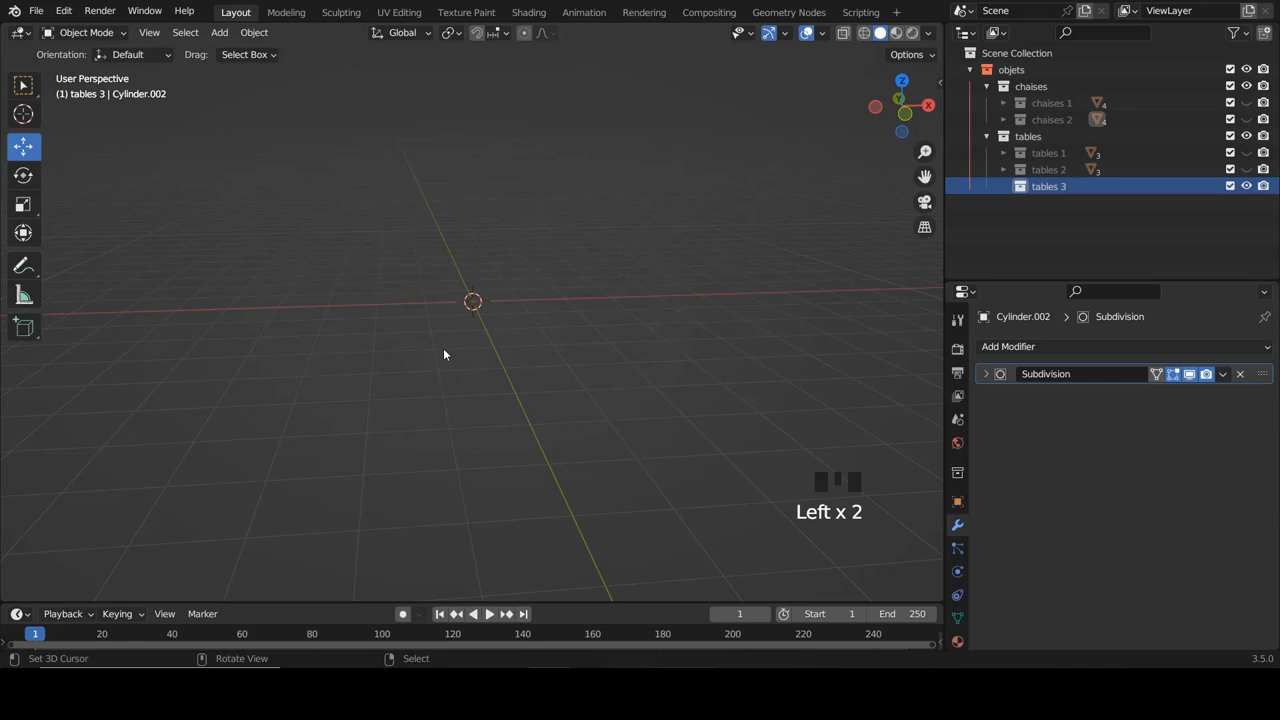 File Edit Render Window Help Layout Modeling Sculpting UV Editing Texture Paint Shading Animation Rendering Compositing Geometry Nodes Scripting + Scene ViewLayer
Object Mode View Select Add Object Global
Orientation: Default Drag: Select Box Options
User Perspective
(1) tables 3 | Cylinder.002
Z
Y
X
Scene Collection
objets
chaises
chaises 1 4
chaises 2 4
tables
tables 1 3
tables 2 3
tables 3
Cylinder.002 > Subdivision
Add Modifier
Subdivision
Left x 2
Playback Keying View Marker 1 Start 1 End 250
1 20 40 60 80 100 120 140 160 180 200 220 240
Set 3D Cursor Rotate View Select 3.5.0